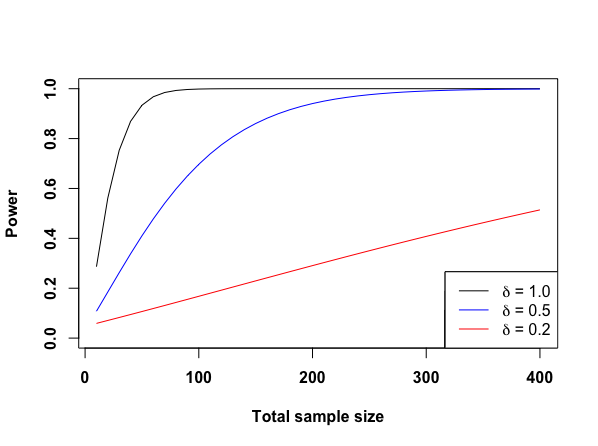 Power
1.0
0.8
0.6
0.4
0.2
0.0
δ = 1.0
δ = 0.5
δ = 0.2
0 100 200 300 400
Total sample size